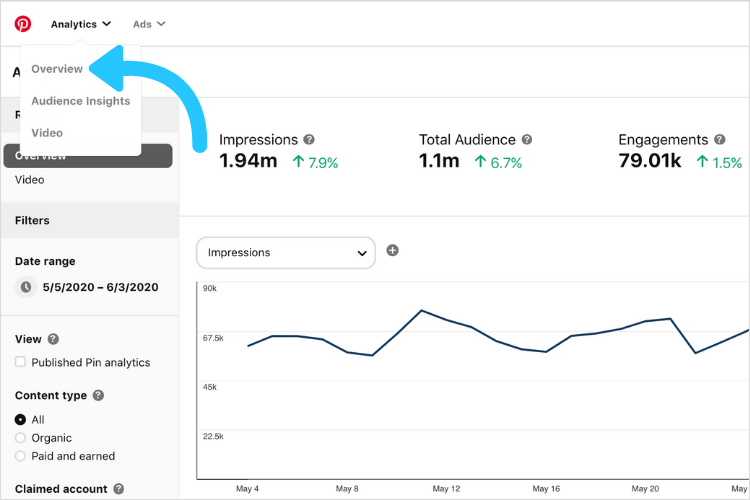 Analytics
Ads
Overview
Audience Insights
Video
Overview
Video
Filters
Date range
5/5/2020 – 6/3/2020
View
Published Pin analytics
Content type
All
Organic
Paid and earned
Claimed account
Impressions
1.94m 7.9%
Total Audience
1.1m 6.7%
Engagements
79.01k 1.5%
Impressions
90k
67.5k
45k
22.5k
May 4 May 8 May 12 May 16 May 20 May